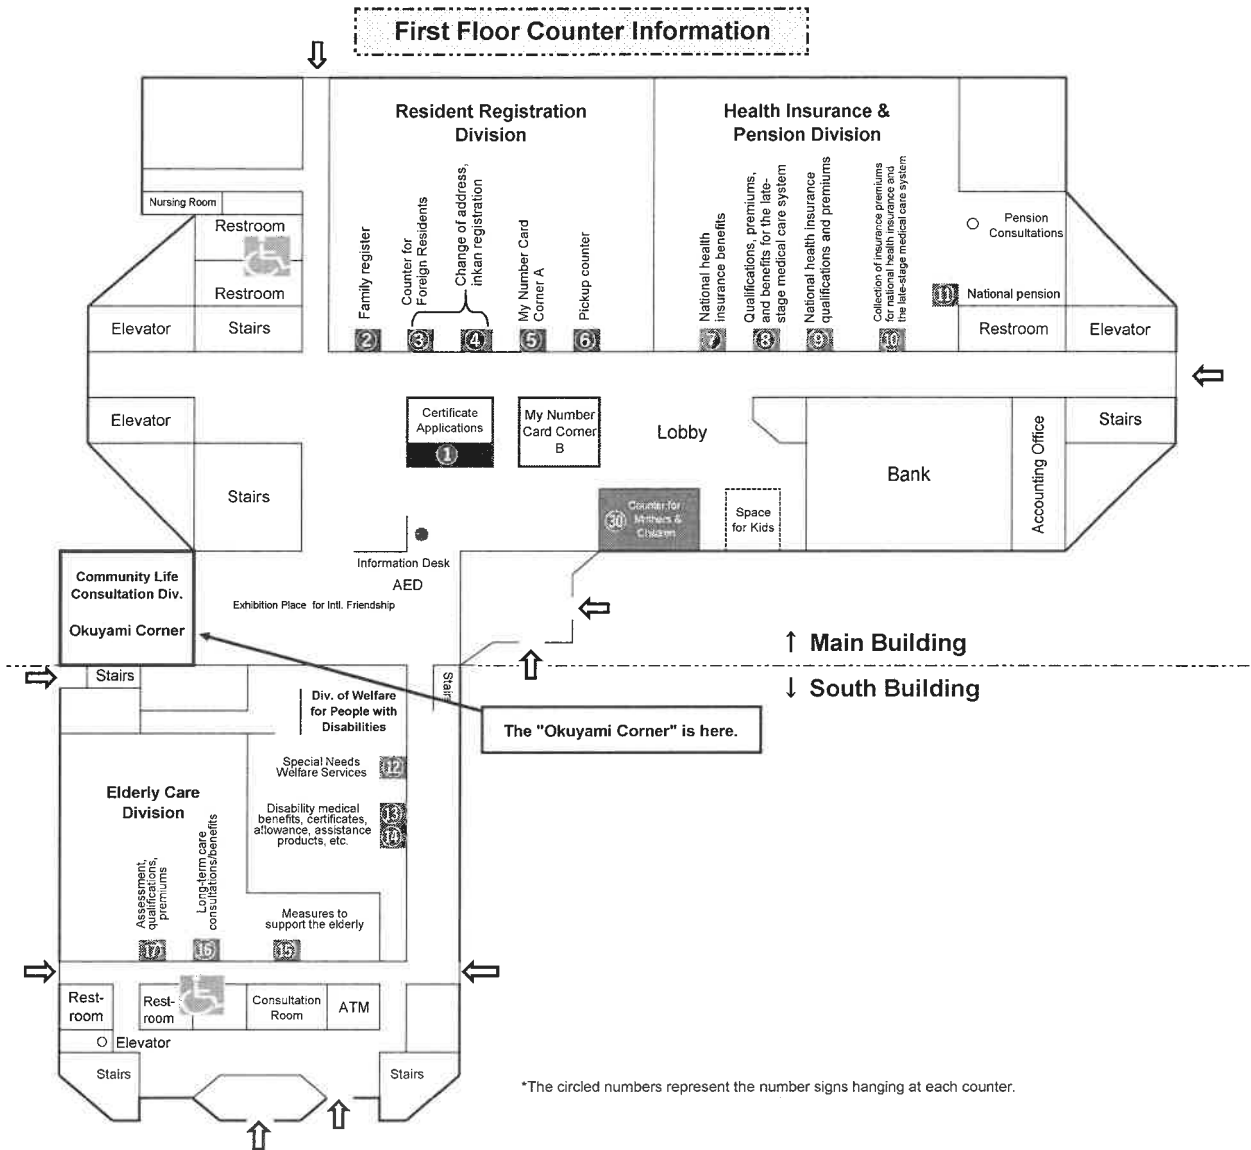 First Floor Counter Information
Resident Registration
Division
Health Insurance &
Pension Division
Nursing Room
Restroom
Restroom
Elevator
Stairs
Family register
2
Counter for
Foreign Residents
3
Change of address,
inkan registration
4
My Number Card
Corner A
5
Pickup counter
6
National health
insurance benefits
7
Qualifications, premiums,
and benefits for the late-
stage medical care system
8
National health insurance
qualifications and premiums
9
Collection of insurance premiums
for national health insurance and
the late-stage medical care system
10
Pension
Consultations
11
National pension
Restroom
Elevator
Elevator
Stairs
Certificate
Applications
1
My Number
Card Corner
B
Lobby
Bank
Accounting Office
Stairs
30
Counter for
Mothers &
Children
Space
for Kids
Information Desk
AED
Exhibition Place for Intl. Friendship
Community Life
Consultation Div.
Okuyami Corner
↑ Main Building
↓ South Building
Stairs
Stairs
The "Okuyami Corner" is here.
Div. of Welfare
for People with
Disabilities
Special Needs
Welfare Services
12
Disability medical
benefits, certificates,
allowance, assistance
products, etc.
13
14
Elderly Care
Division
Assessment,
qualifications,
premiums
17
Long-term care
consultations/benefits
16
Measures to
support the elderly
15
Rest-
room
Rest-
room
Consultation
Room
ATM
Elevator
Stairs
Stairs
*The circled numbers represent the number signs hanging at each counter.